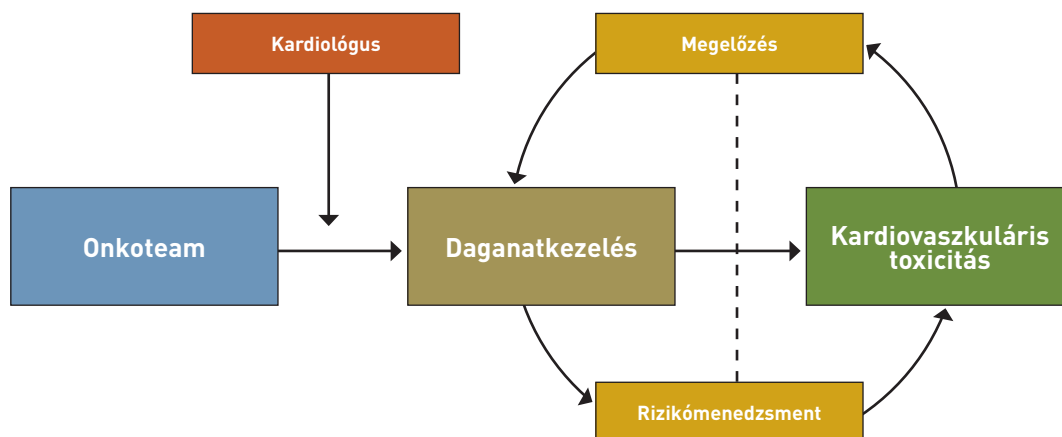 Kardiológus
Megelőzés
Onkoteam
Daganatkezelés
Kardiovaszkuláris
toxicitás
Rizikómenedzsment